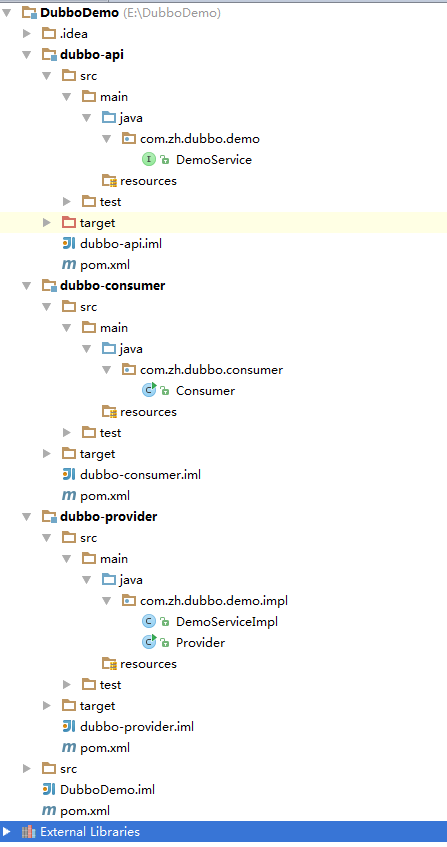 DubboDemo (E:\DubboDemo)
.idea
dubbo-api
src
main
java
com.zh.dubbo.demo
DemoService
resources
test
target
dubbo-api.iml
pom.xml
dubbo-consumer
src
main
java
com.zh.dubbo.consumer
Consumer
resources
test
target
dubbo-consumer.iml
pom.xml
dubbo-provider
src
main
java
com.zh.dubbo.demo.impl
DemoServiceImpl
Provider
resources
test
target
dubbo-provider.iml
pom.xml
src
DubboDemo.iml
pom.xml
External Libraries